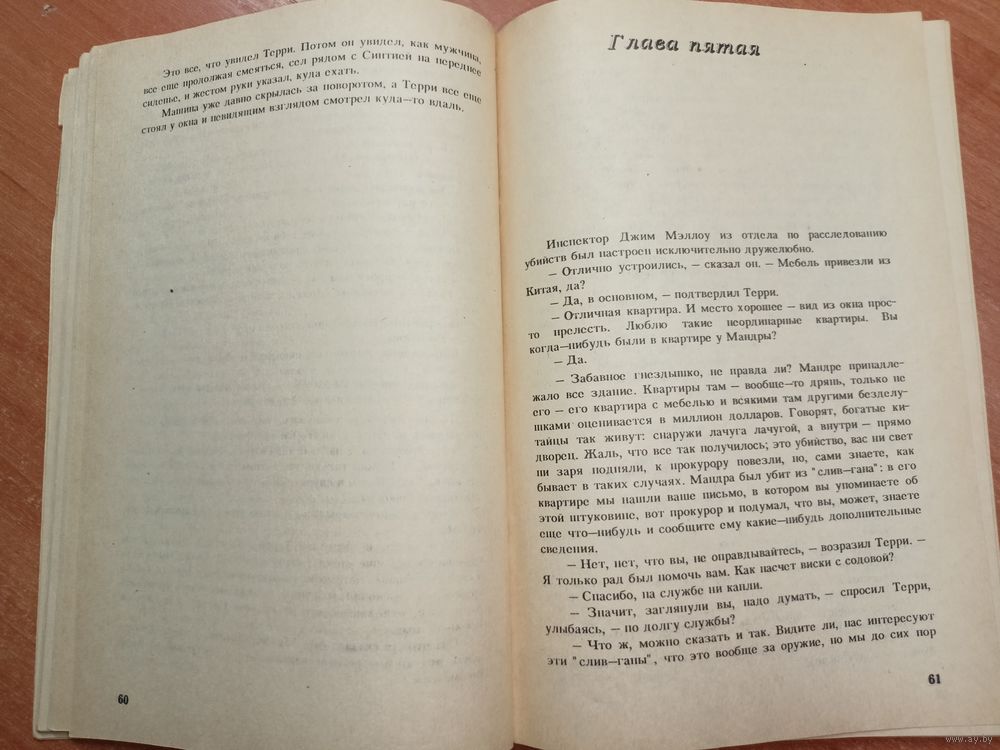 Это все, что увидел Терри. Потом он увидел, как мужчина,
все еще продолжая смеяться, сел рядом с Синтией на переднее
сиденье, и жестом руки указал, куда ехать.
Машина уже давно скрылась за поворотом, а Терри все еще
стоял у окна и невидящим взглядом смотрел куда—то вдаль.
60
Глава пятая
Инспектор Джим Мэллоу из отдела по расследованию
убийств был настроен исключительно дружелюбно.
— Отлично устроились, — сказал он. — Мебель привезли из
Китая, да?
— Да, в основном, — подтвердил Терри.
— Отличная квартира. И место хорошее — вид из окна прос-
то прелесть. Люблю такие неординарные квартиры. Вы
когда—нибудь были в квартире у Мандры?
— Да.
— Забавное гнездышко, не правда ли? Мандре принадле-
жало все здание. Квартиры там — вообще—то дрянь, только не
его — его квартира с мебелью и всякими там другими безделу-
шками оценивается в миллион долларов. Говорят, богатые ки-
тайцы так живут: снаружи лачуга лачугой, а внутри — прямо
дворец. Жаль, что все так получилось; это убийство, вас ни свет
ни заря подняли, к прокурору повезли, но, сами знаете, как
бывает в таких случаях. Мандра был убит из "слив—гана": в его
квартире мы нашли ваше письмо, в котором вы упоминаете об
этой штуковине, вот прокурор и подумал, что вы, может, знаете
еще что—нибудь и сообщите ему какие—нибудь дополнительные
сведения.
— Нет, нет, что вы, не оправдывайтесь, — возразил Терри. —
Я только рад был помочь вам. Как насчет виски с содовой?
— Спасибо, на службе ни капли.
— Значит, заглянули вы, надо думать, — спросил Терри,
улыбаясь, — по долгу службы?
— Что ж, можно сказать и так. Видите ли, нас интересуют
эти "слив—ганы", что это вообще за оружие, но мы до сих пор
61
www.ay.by